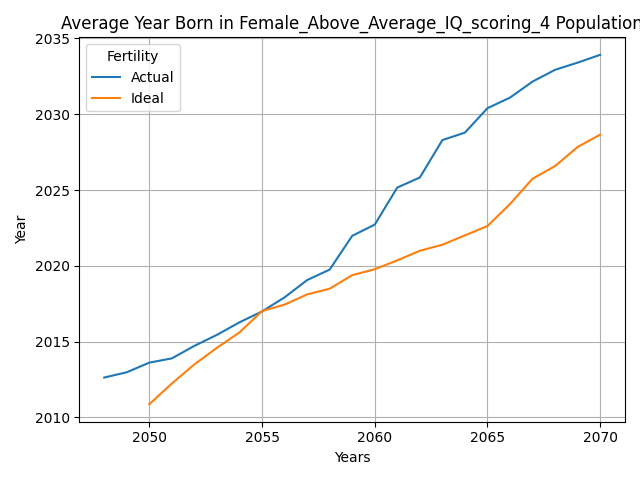 Average Year Born in Female_Above_Average_IQ_scoring_4 Population
2035
2030
2025
2020
2015
2010
Year
Fertility
Actual
Ideal
2050 2055 2060 2065 2070
Years